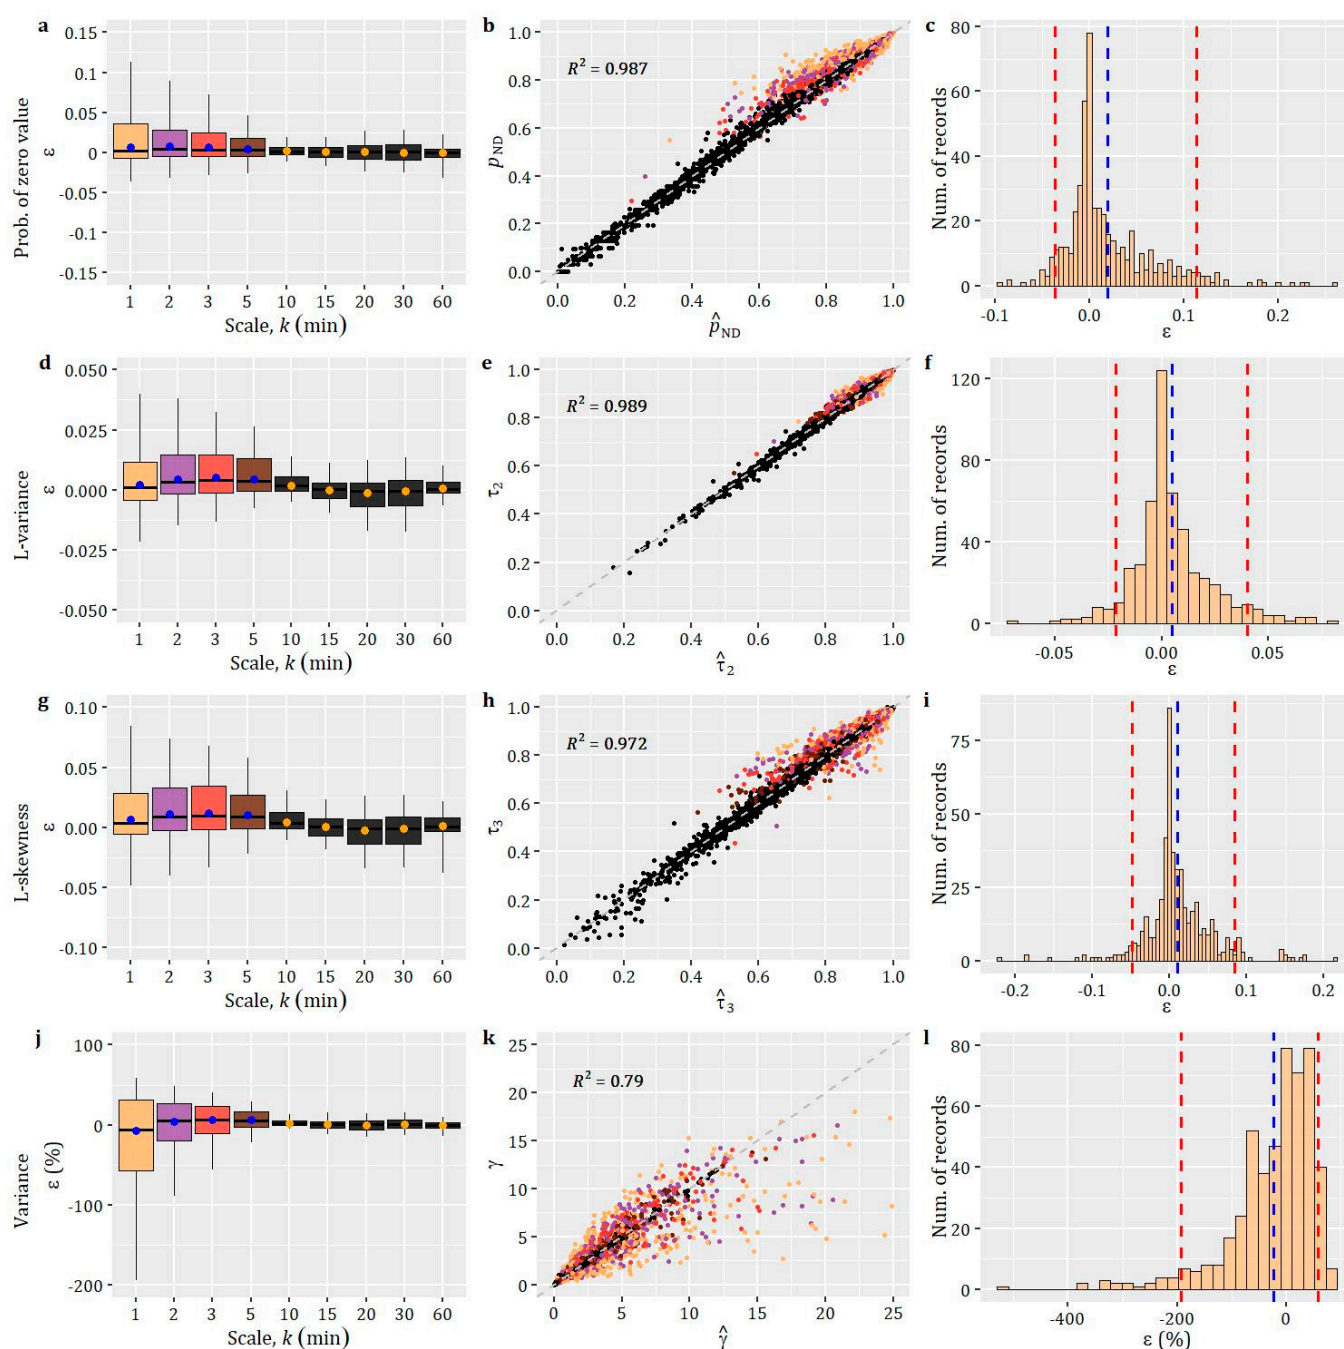 a
0.15
0.1
0.05
0
-0.05
-0.1
-0.15
Prob. of zero value
ε
1 2 3 5 10 15 20 30 60
Scale, k (min)
b
1.0
0.8
0.6
0.4
0.2
0.0
p_ND
R² = 0.987
0.0 0.2 0.4 0.6 0.8 1.0
p̂_ND
c
80
60
40
20
0
Num. of records
-0.1 0.0 0.1 0.2
ε
d
0.050
0.025
0.000
-0.025
-0.050
L-variance
ε
1 2 3 5 10 15 20 30 60
Scale, k (min)
e
1.0
0.8
0.6
0.4
0.2
0.0
τ₂
R² = 0.989
0.0 0.2 0.4 0.6 0.8 1.0
τ̂₂
f
120
80
40
0
Num. of records
-0.05 0.00 0.05
ε
g
0.10
0.05
0.00
-0.05
-0.10
L-skewness
ε
1 2 3 5 10 15 20 30 60
Scale, k (min)
h
1.0
0.8
0.6
0.4
0.2
0.0
τ₃
R² = 0.972
0.0 0.2 0.4 0.6 0.8 1.0
τ̂₃
i
75
50
25
0
Num. of records
-0.2 -0.1 0.0 0.1 0.2
ε
j
100
0
-100
-200
Variance
ε (%)
1 2 3 5 10 15 20 30 60
Scale, k (min)
k
25
20
15
10
5
0
γ
R² = 0.79
0 5 10 15 20 25
γ̂
l
80
60
40
20
0
Num. of records
-400 -200 0
ε (%)